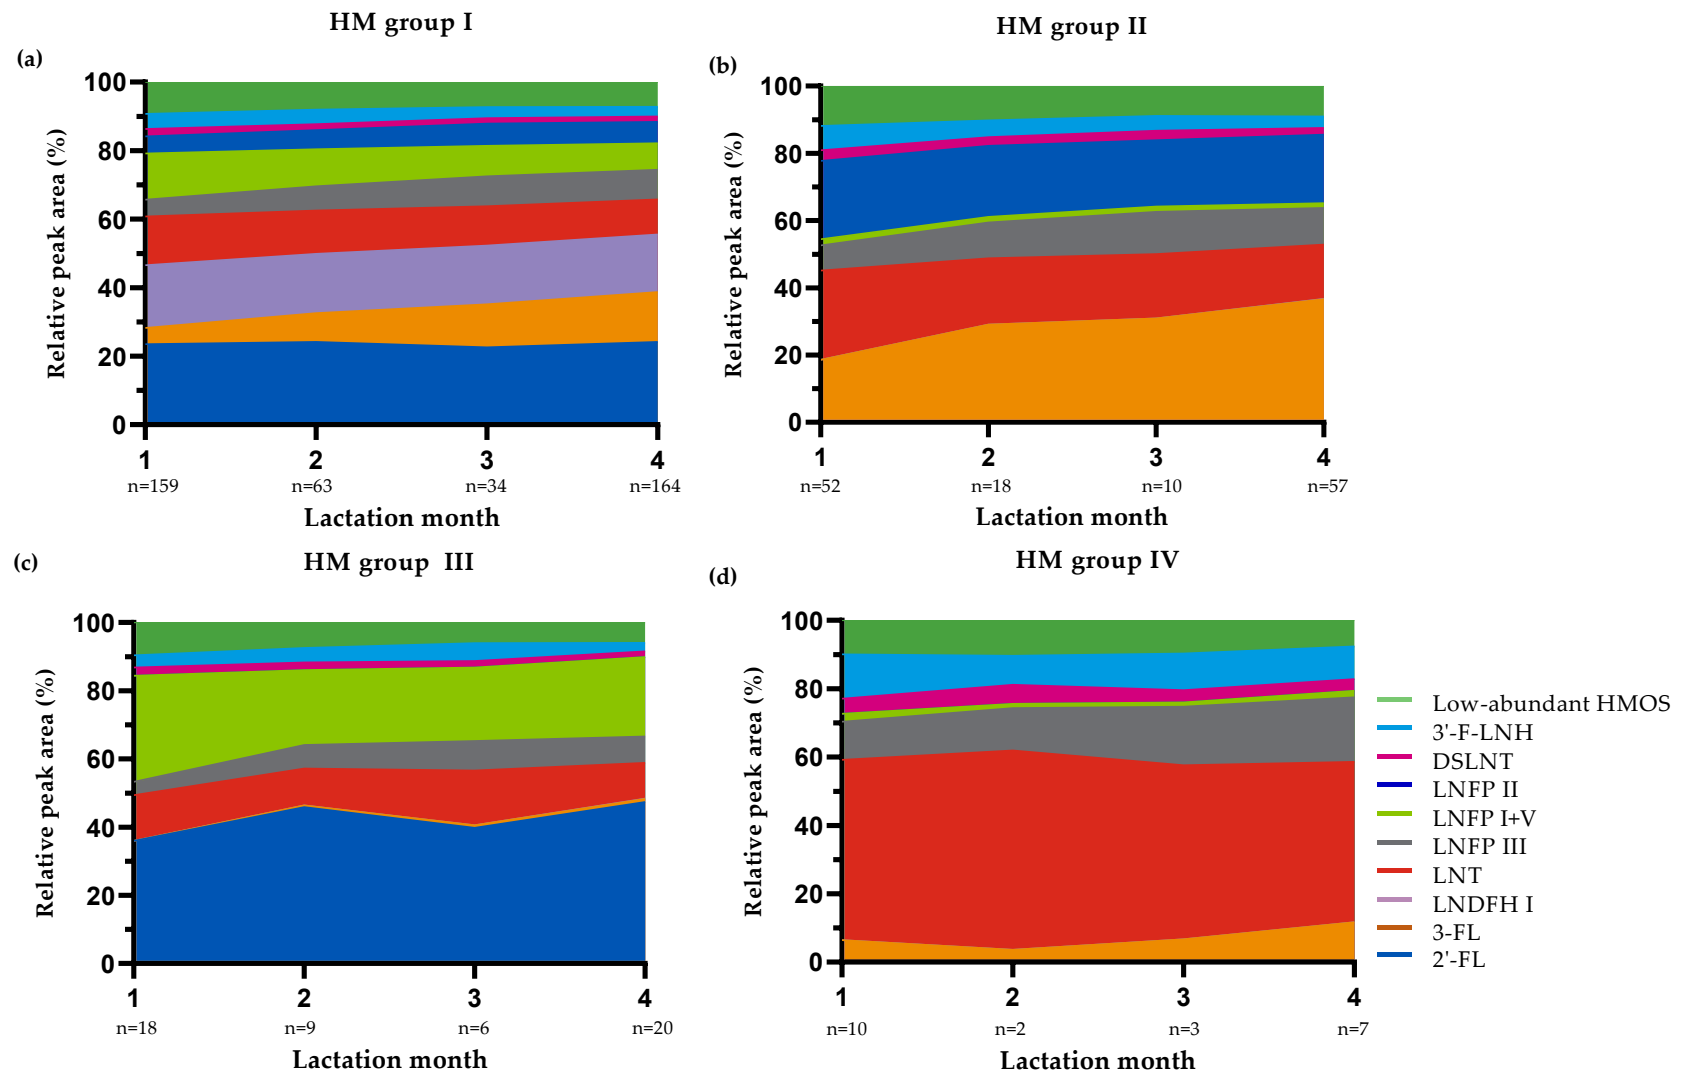 HM group I
(a)
100
80
60
40
20
0
Relative peak area (%)
1 2 3 4
n=159 n=63 n=34 n=164
Lactation month
HM group II
(b)
100
80
60
40
20
0
Relative peak area (%)
1 2 3 4
n=52 n=18 n=10 n=57
Lactation month
HM group III
(c)
100
80
60
40
20
0
Relative peak area (%)
1 2 3 4
n=18 n=9 n=6 n=20
Lactation month
HM group IV
(d)
100
80
60
40
20
0
Relative peak area (%)
1 2 3 4
n=10 n=2 n=3 n=7
Lactation month
Low-abundant HMOS
3'-F-LNH
DSLNT
LNFP II
LNFP I+V
LNFP III
LNT
LNDFH I
3-FL
2'-FL